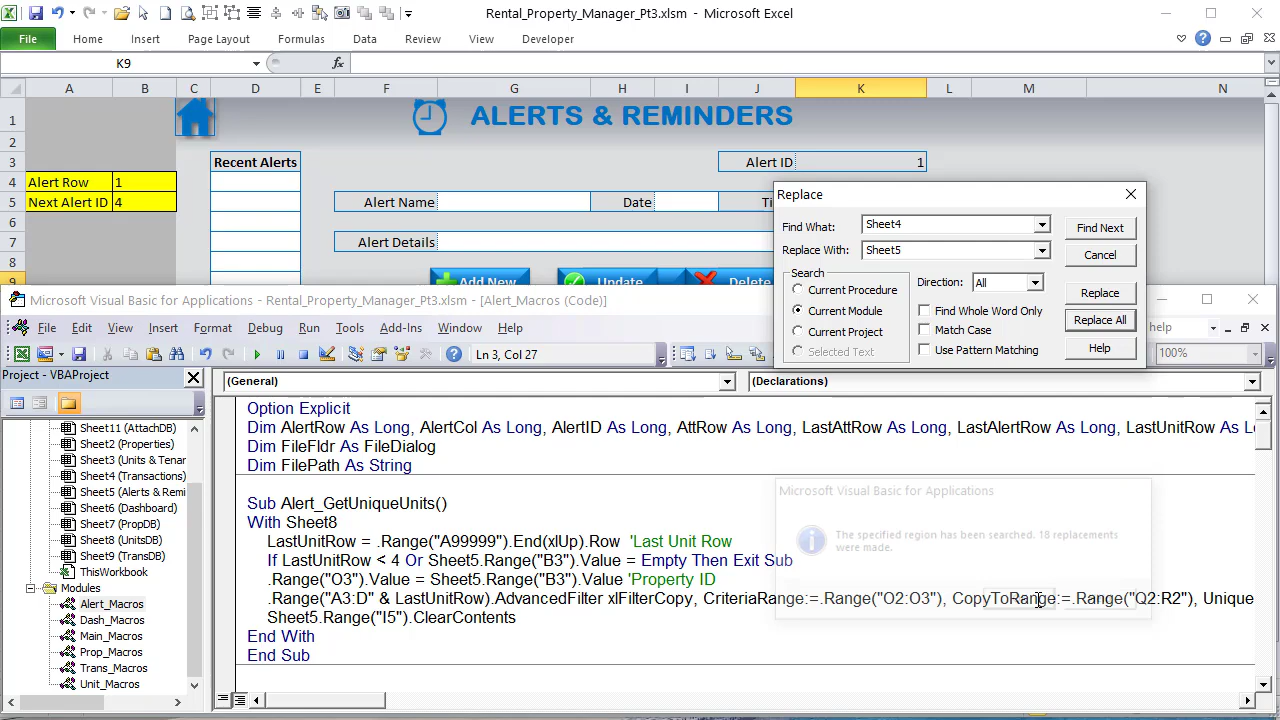 Rental_Property_Manager_Pt3.xlsm - Microsoft Excel
File Home Insert Page Layout Formulas Data Review View Developer
K9 fx
A B C D E F G H I J K L M N
1 ALERTS & REMINDERS
2
3 Recent Alerts Alert ID 1
4 Alert Row 1
5 Next Alert ID 4 Alert Name Date
6
7 Alert Details
8
9 Add New Update Delete
Replace
Find What: Sheet4 Find Next
Replace With: Sheet5 Cancel
Search
Current Procedure
Current Module
Current Project
Selected Text
Direction: All
Find Whole Word Only
Match Case
Use Pattern Matching
Replace
Replace All
Help
Microsoft Visual Basic for Applications - Rental_Property_Manager_Pt3.xlsm - [Alert_Macros (Code)]
File Edit View Insert Format Debug Run Tools Add-Ins Window Help
help
Ln 3, Col 27
100%
Project - VBAProject
Sheet11 (AttachDB)
Sheet2 (Properties)
Sheet3 (Units & Tenar
Sheet4 (Transactions)
Sheet5 (Alerts & Remi
Sheet6 (Dashboard)
Sheet7 (PropDB)
Sheet8 (UnitsDB)
Sheet9 (TransDB)
ThisWorkbook
Modules
Alert_Macros
Dash_Macros
Main_Macros
Prop_Macros
Trans_Macros
Unit_Macros
(General) (Declarations)
Option Explicit
Dim AlertRow As Long, AlertCol As Long, AlertID As Long, AttRow As Long, LastAttRow As Long, LastAlertRow As Long, LastUnitRow As Lo
Dim FileFldr As FileDialog
Dim FilePath As String
Sub Alert_GetUniqueUnits()
With Sheet8
LastUnitRow = .Range("A99999").End(xlUp).Row 'Last Unit Row
If LastUnitRow < 4 Or Sheet5.Range("B3").Value = Empty Then Exit Sub
.Range("O3").Value = Sheet5.Range("B3").Value 'Property ID
.Range("A3:D" & LastUnitRow).AdvancedFilter xlFilterCopy, CriteriaRange:=.Range("O2:O3"), CopyToRange:=.Range("Q2:R2"), Unique
Sheet5.Range("I5").ClearContents
End With
End Sub
Microsoft Visual Basic for Applications
The specified region has been searched. 18 replacements
were made.